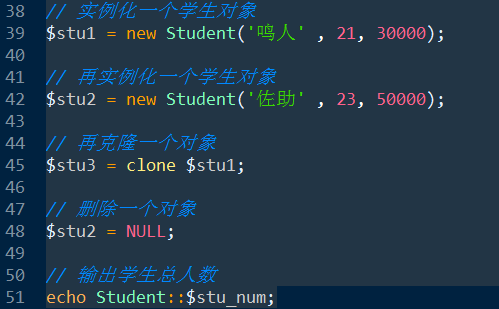 38 // 实例化一个学生对象
39 $stu1 = new Student('鸣人' , 21, 30000);
40
41 // 再实例化一个学生对象
42 $stu2 = new Student('佐助' , 23, 50000);
43
44 // 再克隆一个对象
45 $stu3 = clone $stu1;
46
47 // 删除一个对象
48 $stu2 = NULL;
49
50 // 输出学生总人数
51 echo Student::$stu_num;